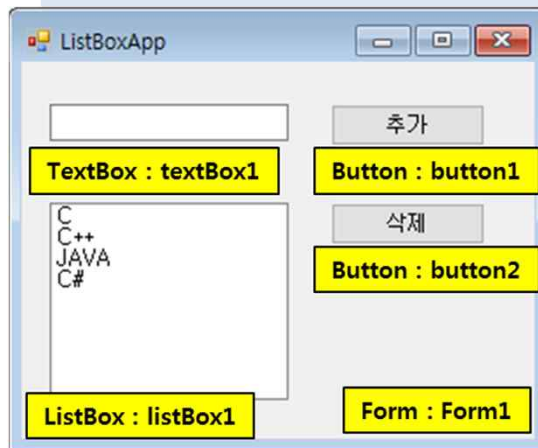 ListBoxApp
추가
TextBox : textBox1
Button : button1
C
C++
JAVA
C#
삭제
Button : button2
ListBox : listBox1
Form : Form1